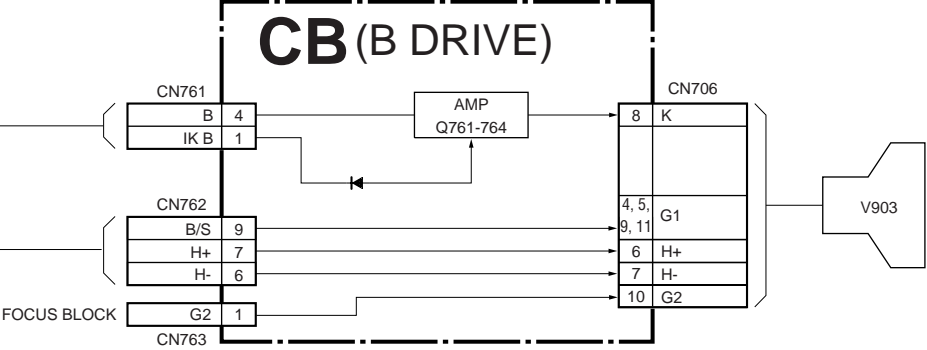 CB (B DRIVE)
CN761
B 4
IK B 1
AMP
Q761-764
CN706
8 K
CN762
B/S 9
H+ 7
H- 6
4, 5,
9, 11 G1
6 H+
7 H-
10 G2
V903
FOCUS BLOCK G2 1
CN763